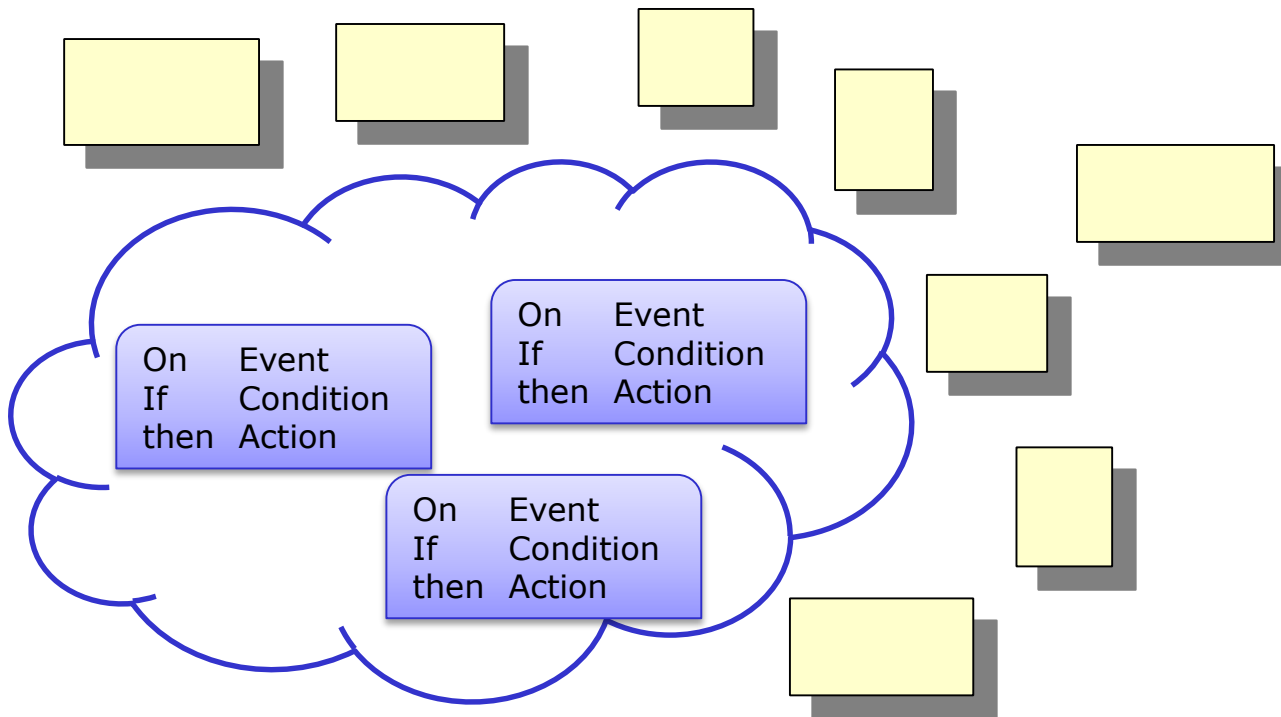 On Event
If Condition
then Action
On Event
If Condition
then Action
On Event
If Condition
then Action